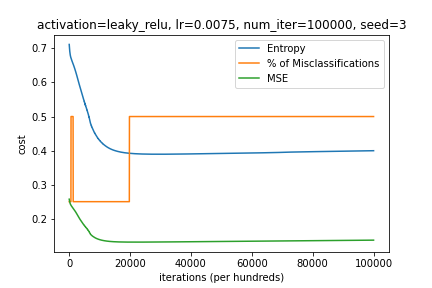 activation=leaky_relu, lr=0.0075, num_iter=100000, seed=3
Entropy
% of Misclassifications
MSE
cost
0.7
0.6
0.5
0.4
0.3
0.2
0 20000 40000 60000 80000 100000
iterations (per hundreds)